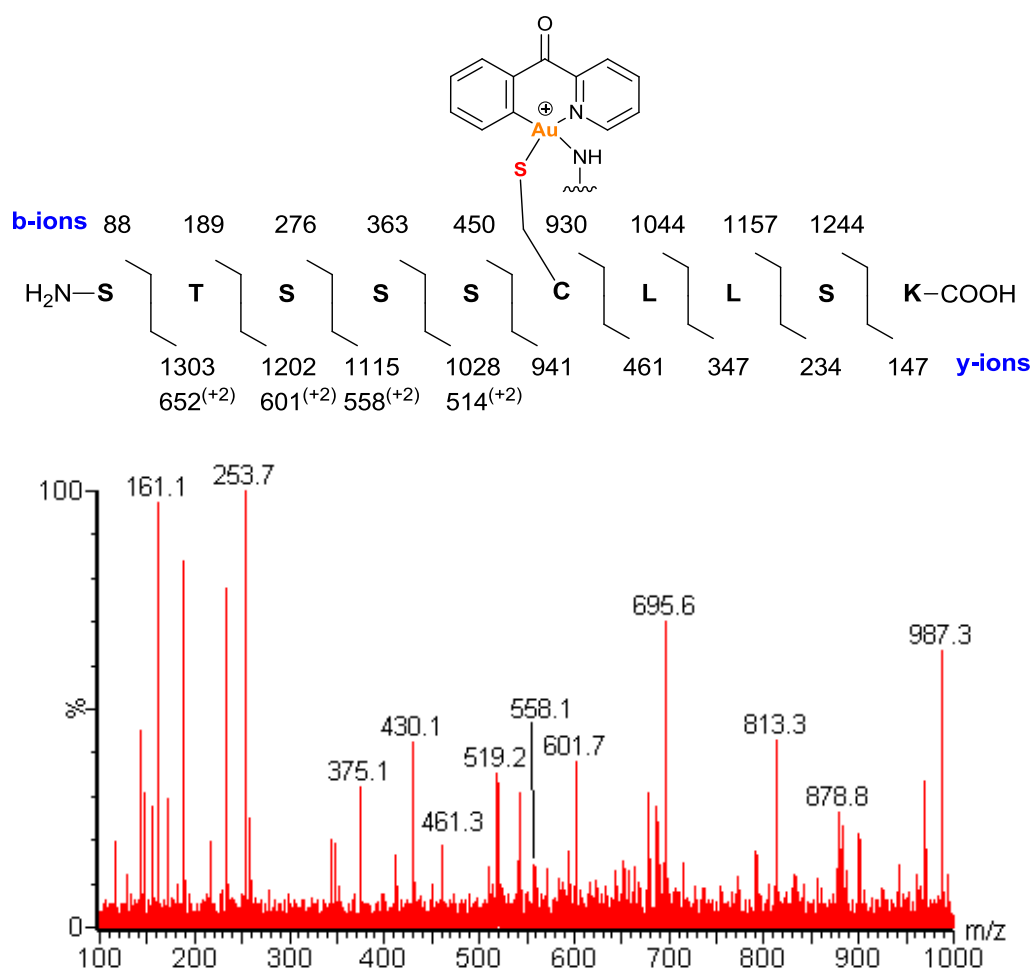 O
⊕
N
Au
S
NH
b-ions 88 189 276 363 450 930 1044 1157 1244
H₂N—S T S S S C L L S K—COOH
1303 1202 1115 1028 941 461 347 234 147 y-ions
652⁽⁺²⁾ 601⁽⁺²⁾ 558⁽⁺²⁾ 514⁽⁺²⁾
253.7
100 161.1
695.6
987.3
558.1
% 430.1 601.7 813.3
519.2
375.1 878.8
461.3
0 m/z
100 200 300 400 500 600 700 800 900 1000